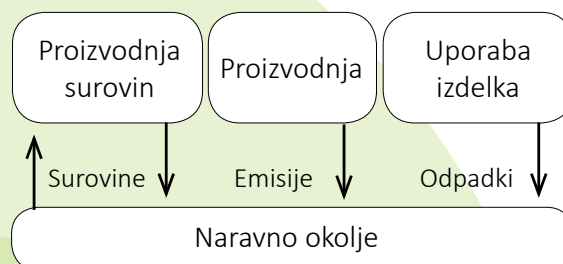 Proizvodnja
surovin
Proizvodnja
Uporaba
izdelka
Surovine
Emisije
Odpadki
Naravno okolje